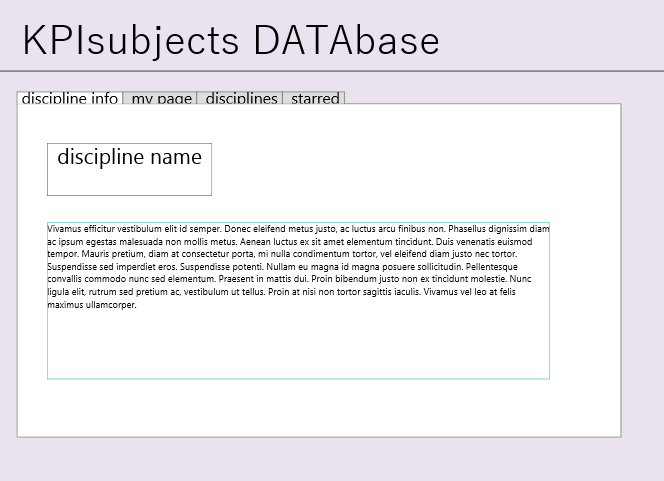 KPIsubjects DATAbase
discipline info my page disciplines starred
discipline name
Vivamus efficitur vestibulum elit id semper. Donec eleifend metus justo, ac luctus arcu finibus non. Phasellus dignissim diam
ac ipsum egestas malesuada non mollis metus. Aenean luctus ex sit amet elementum tincidunt. Duis venenatis euismod
tempor. Mauris pretium, diam at consectetur porta, mi nulla condimentum tortor, vel eleifend diam justo nec tortor.
Suspendisse sed imperdiet eros. Suspendisse potenti. Nullam eu magna id magna posuere sollicitudin. Pellentesque
convallis commodo nunc sed elementum. Praesent in mattis dui. Proin bibendum justo non ex tincidunt molestie. Nunc
ligula elit, rutrum sed pretium ac, vestibulum ut tellus. Proin at nisi non tortor sagittis iaculis. Vivamus vel leo at felis
maximus ullamcorper.